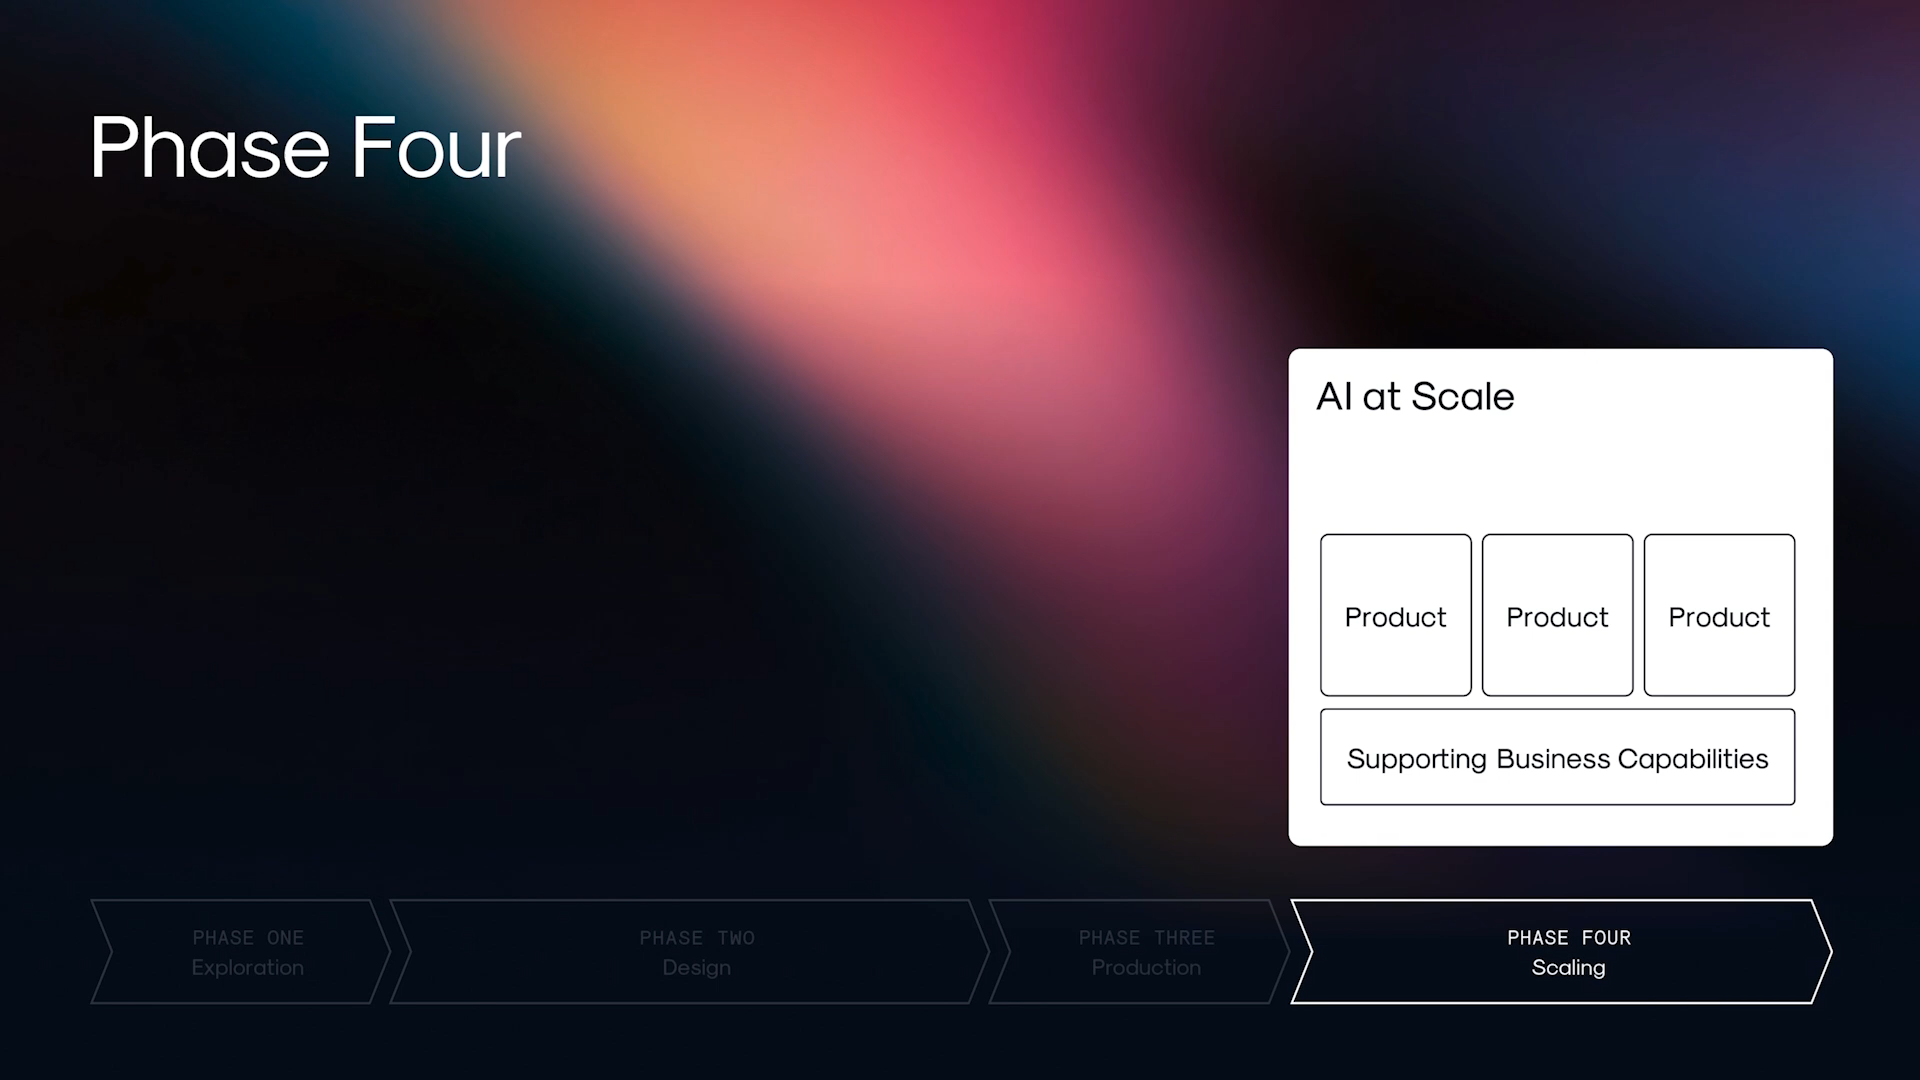 Phase Four
AI at Scale
Product
Product
Product
Supporting Business Capabilities
PHASE ONE
Exploration
PHASE TWO
Design
PHASE THREE
Production
PHASE FOUR
Scaling